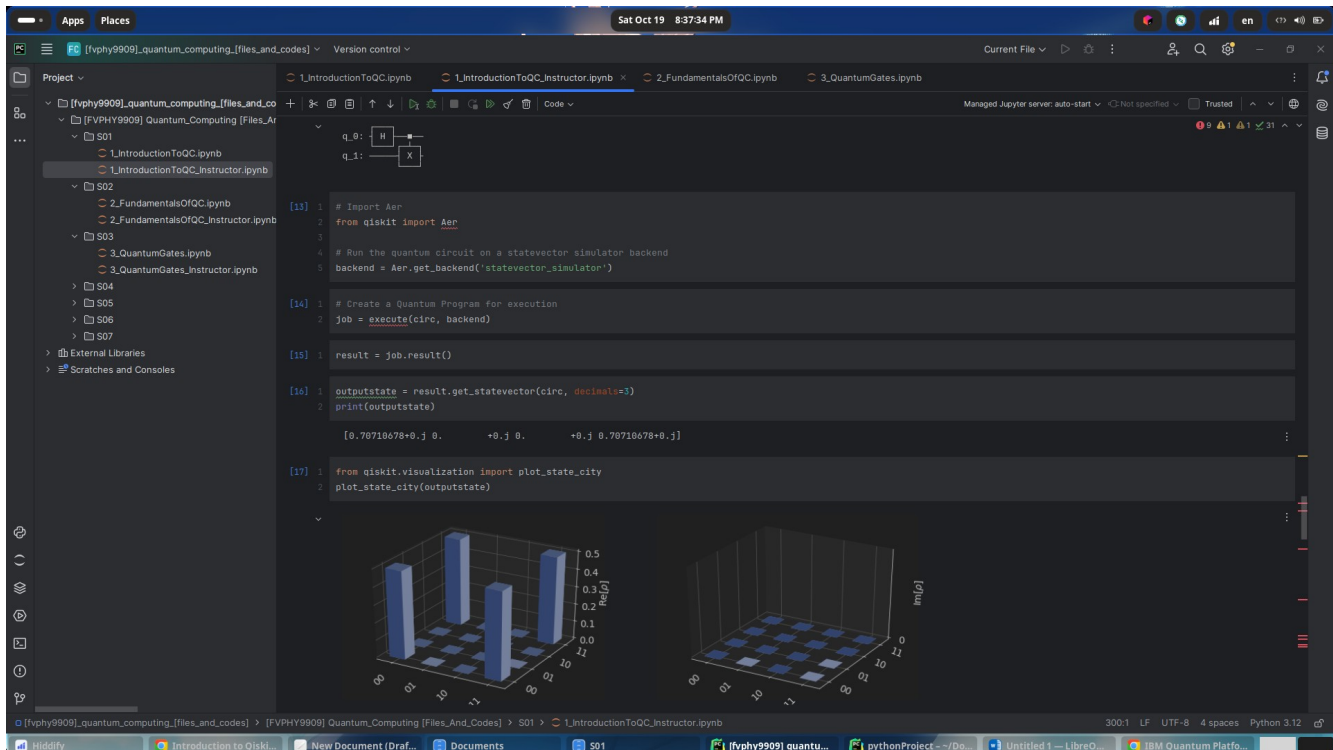 Apps Places Sat Oct 19 8:37:34 PM en
PC FC [fvphy9909]_quantum_computing_[files_and_codes] Version control Current File
Project 1_IntroductionToQC.ipynb 1_IntroductionToQC_Instructor.ipynb 2_FundamentalsOfQC.ipynb 3_QuantumGates.ipynb
[fvphy9909]_quantum_computing_[files_and_co Code Managed Jupyter server: auto-start Not specified Trusted
[FVPHY9909] Quantum_Computing [Files_Ar
S01
1_IntroductionToQC.ipynb
1_IntroductionToQC_Instructor.ipynb
S02
2_FundamentalsOfQC.ipynb
2_FundamentalsOfQC_Instructor.ipynb
S03
3_QuantumGates.ipynb
3_QuantumGates_Instructor.ipynb
S04
S05
S06
S07
External Libraries
Scratches and Consoles
9 1 1 31
q_0: H
q_1: X
[13] 1 # Import Aer
2 from qiskit import Aer
3
4 # Run the quantum circuit on a statevector simulator backend
5 backend = Aer.get_backend('statevector_simulator')
[14] 1 # Create a Quantum Program for execution
2 job = execute(circ, backend)
[15] 1 result = job.result()
[16] 1 outputstate = result.get_statevector(circ, decimals=3)
2 print(outputstate)
[0.70710678+0.j 0. +0.j 0. +0.j 0.70710678+0.j]
[17] 1 from qiskit.visualization import plot_state_city
2 plot_state_city(outputstate)
0.5
0.4
0.3
0.2
0.1
0.0
Re[ρ]
00 01 10 11
00 01 10 11
Im[ρ]
0
00 01 10 11
00 01 10 11
[fvphy9909]_quantum_computing_[files_and_codes] > [FVPHY9909] Quantum_Computing [Files_And_Codes] > S01 > 1_IntroductionToQC_Instructor.ipynb 300:1 LF UTF-8 4 spaces Python 3.12
Hiddify Introduction to Qiski... New Document (Draf... Documents S01 [fvphy9909] quantu... pythonProject – ~/Do... Untitled 1 — LibreO... IBM Quantum Platfo...